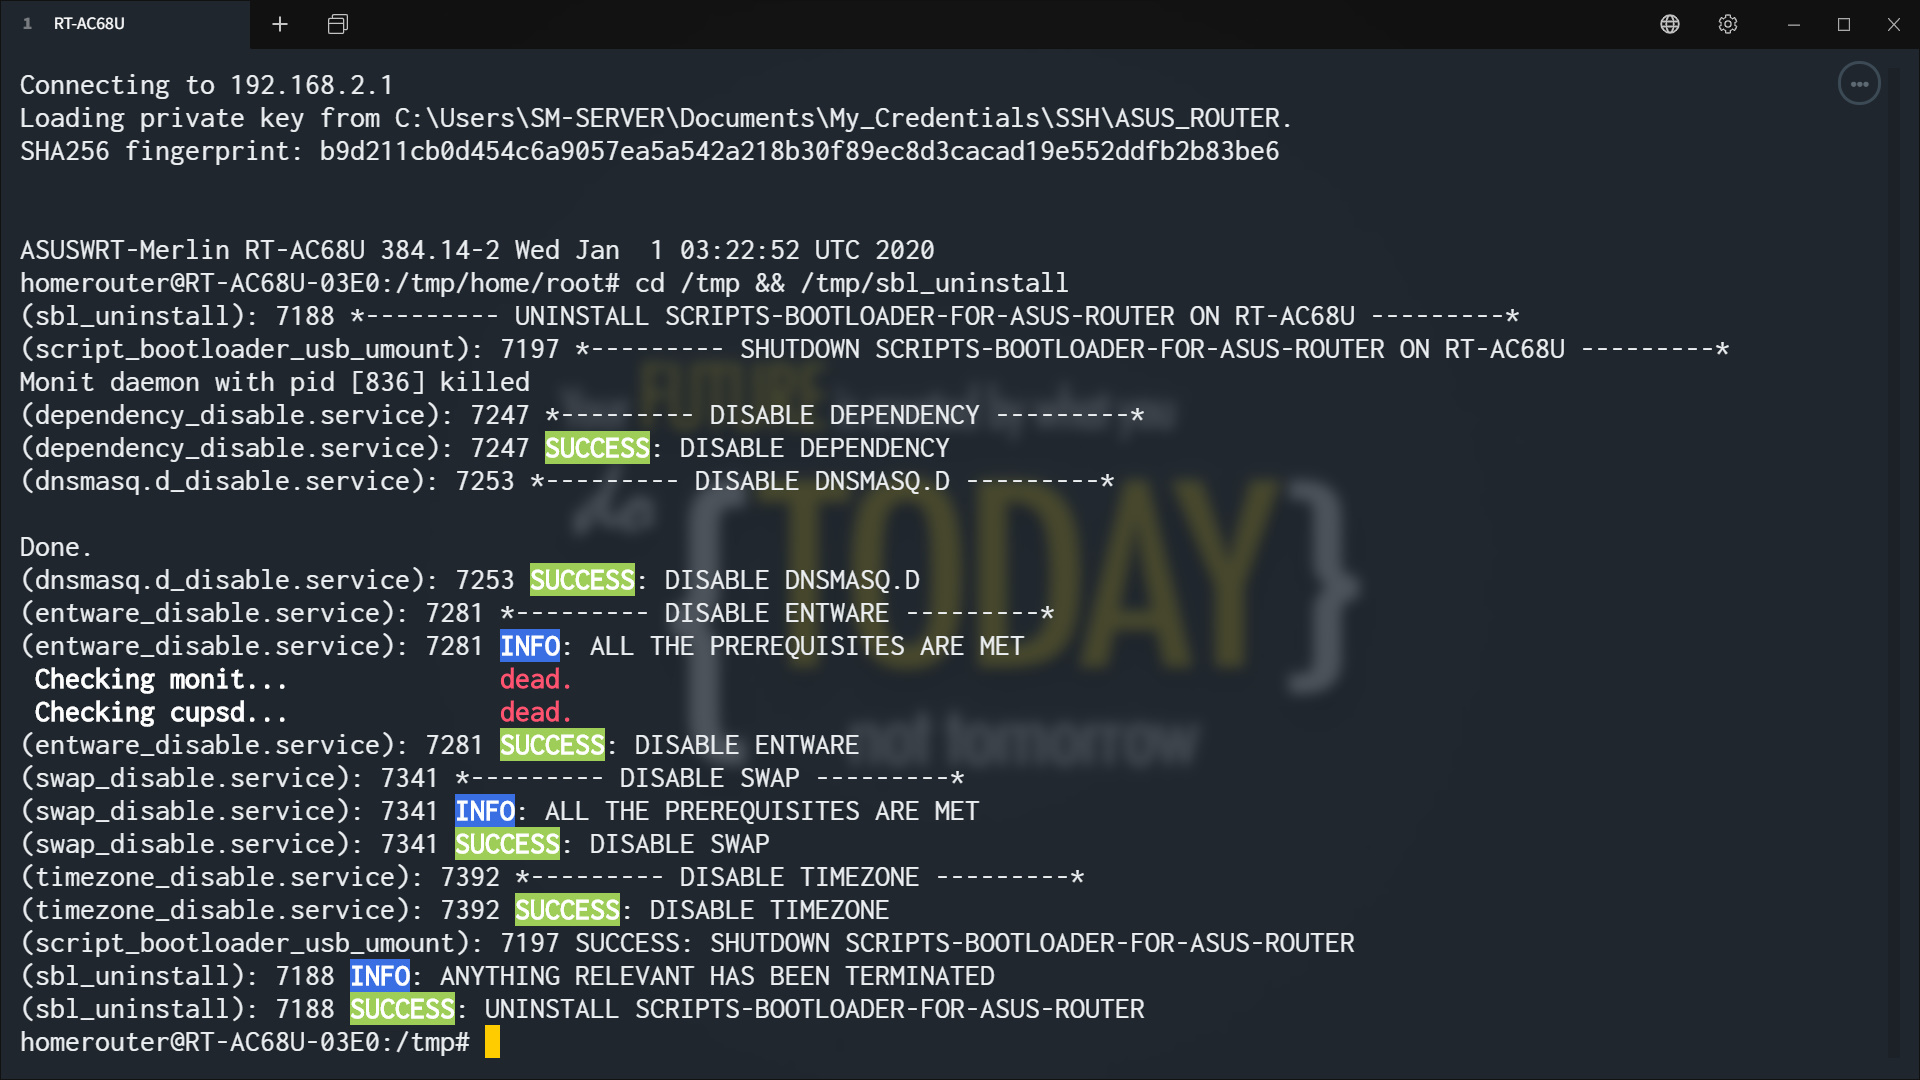 1 RT-AC68U
Connecting to 192.168.2.1
Loading private key from C:\Users\SM-SERVER\Documents\My_Credentials\SSH\ASUS_ROUTER.
SHA256 fingerprint: b9d211cb0d454c6a9057ea5a542a218b30f89ec8d3cacad19e552ddfb2b83be6
ASUSWRT-Merlin RT-AC68U 384.14-2 Wed Jan  1 03:22:52 UTC 2020
homerouter@RT-AC68U-03E0:/tmp/home/root# cd /tmp && /tmp/sbl_uninstall
(sbl_uninstall): 7188 *--------- UNINSTALL SCRIPTS-BOOTLOADER-FOR-ASUS-ROUTER ON RT-AC68U ---------*
(script_bootloader_usb_umount): 7197 *--------- SHUTDOWN SCRIPTS-BOOTLOADER-FOR-ASUS-ROUTER ON RT-AC68U ---------*
Monit daemon with pid [836] killed
(dependency_disable.service): 7247 *--------- DISABLE DEPENDENCY ---------*
(dependency_disable.service): 7247 SUCCESS: DISABLE DEPENDENCY
(dnsmasq.d_disable.service): 7253 *--------- DISABLE DNSMASQ.D ---------*
Done.
(dnsmasq.d_disable.service): 7253 SUCCESS: DISABLE DNSMASQ.D
(entware_disable.service): 7281 *--------- DISABLE ENTWARE ---------*
(entware_disable.service): 7281 INFO: ALL THE PREREQUISITES ARE MET
Checking monit... dead.
Checking cupsd... dead.
(entware_disable.service): 7281 SUCCESS: DISABLE ENTWARE
(swap_disable.service): 7341 *--------- DISABLE SWAP ---------*
(swap_disable.service): 7341 INFO: ALL THE PREREQUISITES ARE MET
(swap_disable.service): 7341 SUCCESS: DISABLE SWAP
(timezone_disable.service): 7392 *--------- DISABLE TIMEZONE ---------*
(timezone_disable.service): 7392 SUCCESS: DISABLE TIMEZONE
(script_bootloader_usb_umount): 7197 SUCCESS: SHUTDOWN SCRIPTS-BOOTLOADER-FOR-ASUS-ROUTER
(sbl_uninstall): 7188 INFO: ANYTHING RELEVANT HAS BEEN TERMINATED
(sbl_uninstall): 7188 SUCCESS: UNINSTALL SCRIPTS-BOOTLOADER-FOR-ASUS-ROUTER
homerouter@RT-AC68U-03E0:/tmp#
FUTURE
by what you
do {TODAY}
not tomorrow